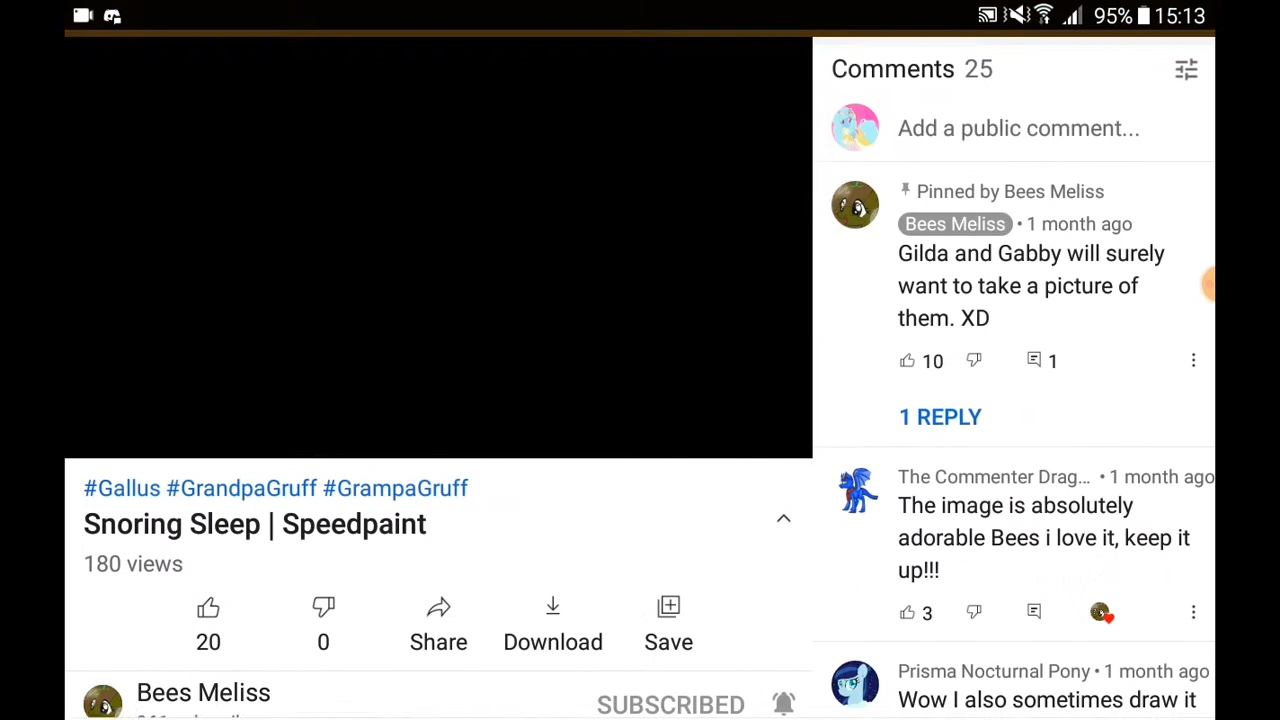 95% 15:13
Comments 25
Add a public comment...
Pinned by Bees Meliss
Bees Meliss • 1 month ago
Gilda and Gabby will surely
want to take a picture of
them. XD
10 1
1 REPLY
The Commenter Drag... • 1 month ago
The image is absolutely
adorable Bees i love it, keep it
up!!!
3
Prisma Nocturnal Pony • 1 month ago
Wow I also sometimes draw it
#Gallus #GrandpaGruff #GrampaGruff
Snoring Sleep | Speedpaint
180 views
20 0 Share Download Save
Bees Meliss
SUBSCRIBED